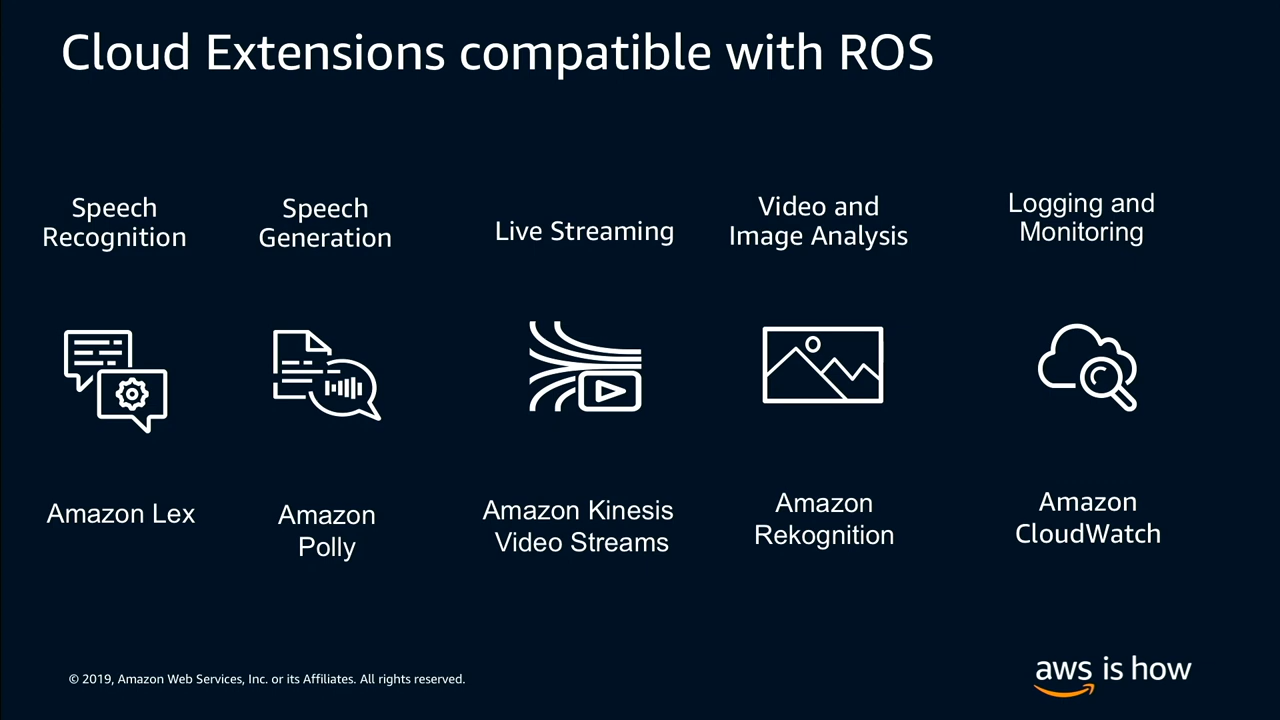 Cloud Extensions compatible with ROS
Speech
Recognition
Speech
Generation
Live Streaming
Video and
Image Analysis
Logging and
Monitoring
Amazon Lex
Amazon
Polly
Amazon Kinesis
Video Streams
Amazon
Rekognition
Amazon
CloudWatch
© 2019, Amazon Web Services, Inc. or its Affiliates. All rights reserved.
aws is how